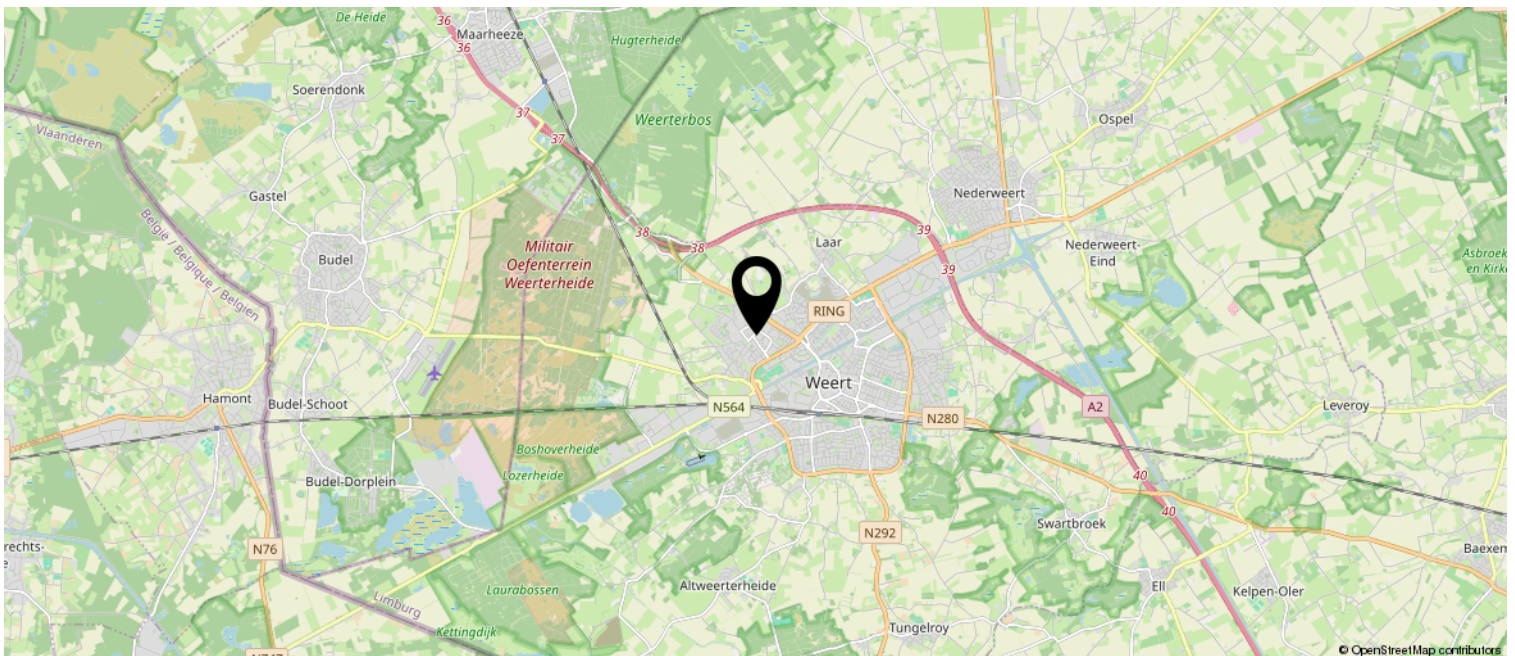 De Heide
36
Maarheeze
36
Hugterheide
Soerendonk
37
37
Weerterbos
Ospel
Vlaanderen
Gastel
Nederweert
België / Belgique / Belgien
Budel
Militair
Oefenterrein
Weerterheide
38
38
Laar
39
39
Nederweert-
Eind
Asbroek
en Kirke
RING
Weert
Hamont
Budel-Schoot
N564
N280
A2
Leveroy
Boshoverheide
Lozerheide
Budel-Dorplein
40
40
Swartbroek
N76
N292
Baexem
Altweerterheide
Laurabossen
Ell
Kelpen-Oler
Limburg
Kettingdijk
Tungelroy
© OpenStreetMap contributors